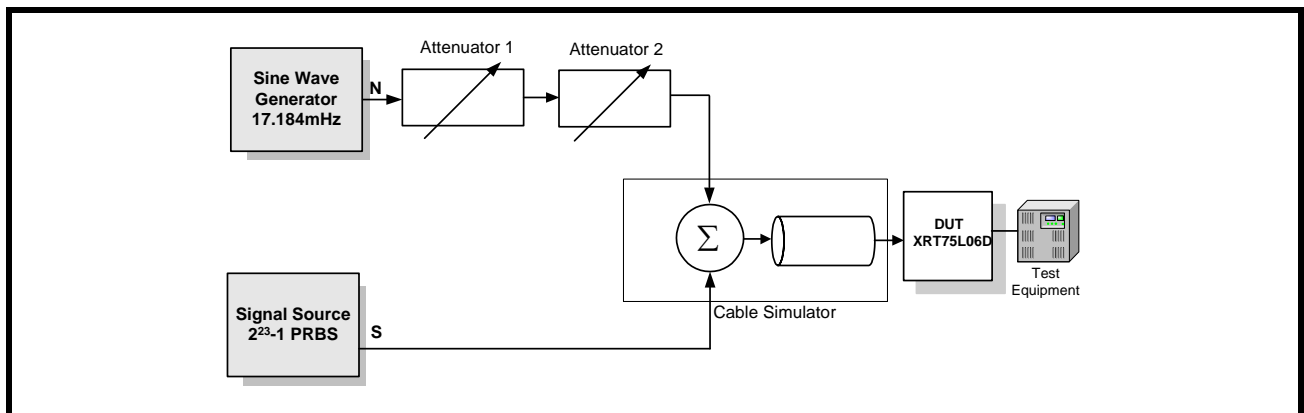 Attenuator 1
Attenuator 2
Sine Wave
Generator
17.184mHz
N
Σ
DUT
XRT75L06D
Test
Equipment
Cable Simulator
Signal Source
2²³-1 PRBS
S